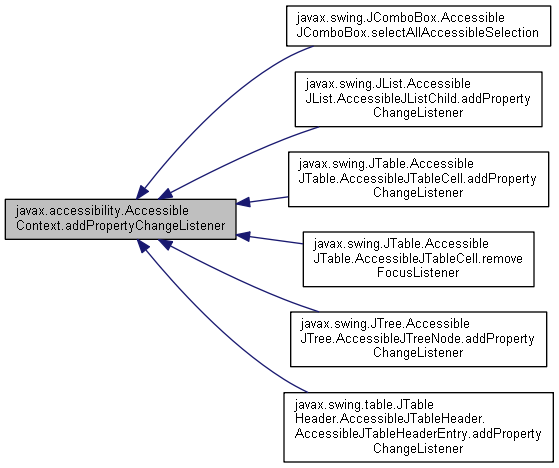 javax.swing.JComboBox.Accessible
JComboBox.selectAllAccessibleSelection
javax.swing.JList.Accessible
JList.AccessibleJListChild.addProperty
ChangeListener
javax.swing.JTable.Accessible
JTable.AccessibleJTableCell.addProperty
ChangeListener
javax.accessibility.Accessible
Context.addPropertyChangeListener
javax.swing.JTable.Accessible
JTable.AccessibleJTableCell.remove
FocusListener
javax.swing.JTree.Accessible
JTree.AccessibleJTreeNode.addProperty
ChangeListener
javax.swing.table.JTable
Header.AccessibleJTableHeader.
AccessibleJTableHeaderEntry.addProperty
ChangeListener